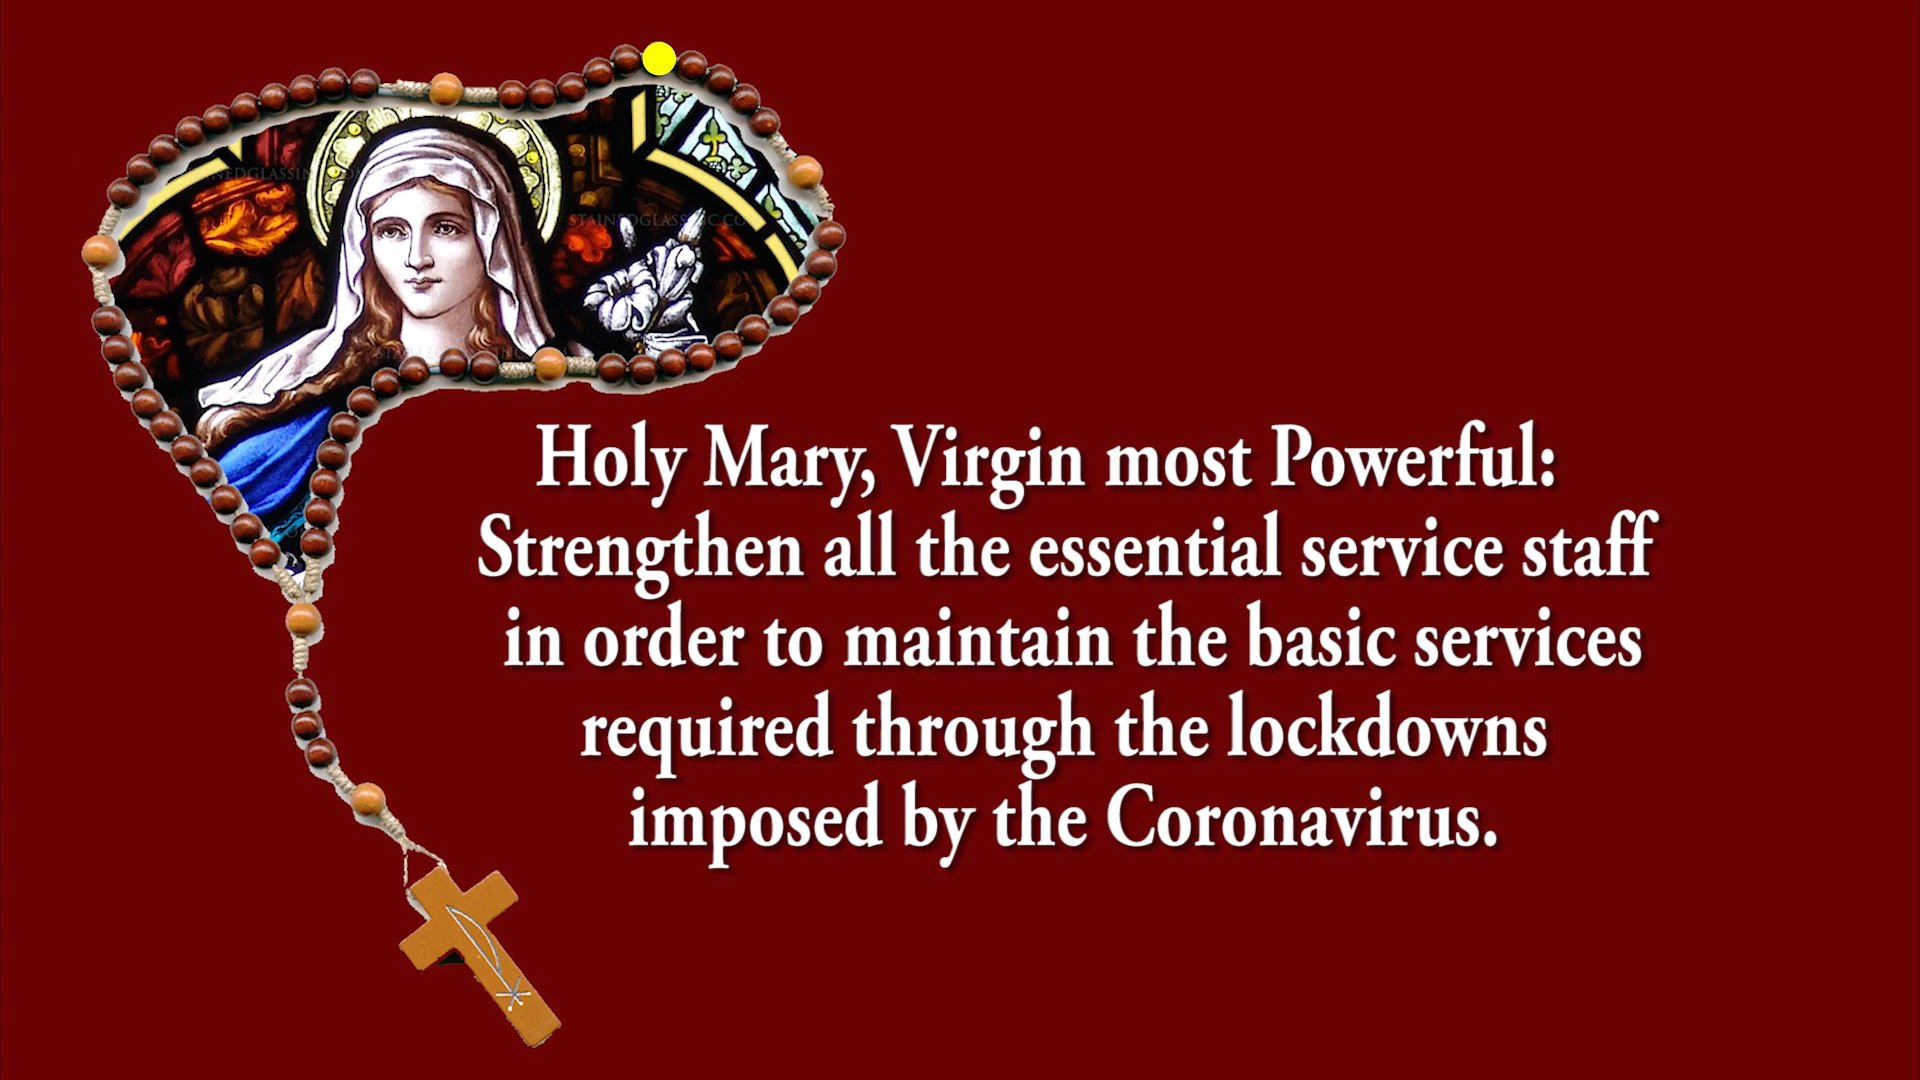 Holy Mary, Virgin most Powerful:
Strengthen all the essential service staff
in order to maintain the basic services
required through the lockdowns
imposed by the Coronavirus.